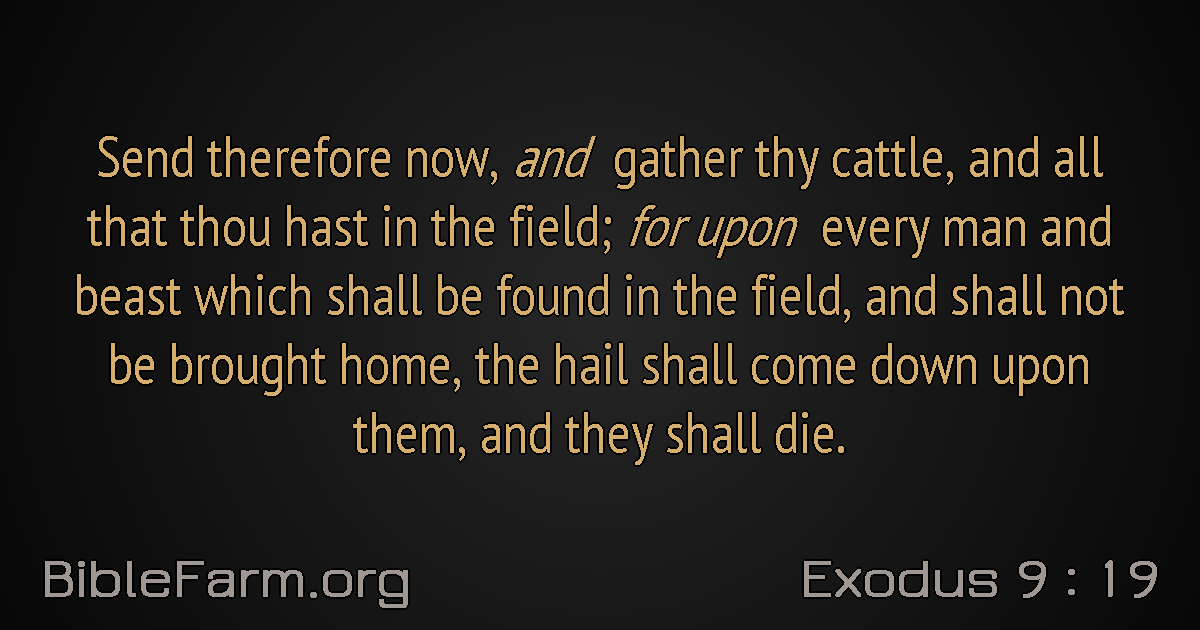 Send therefore now, and gather thy cattle, and all
that thou hast in the field; for upon every man and
beast which shall be found in the field, and shall not
be brought home, the hail shall come down upon
them, and they shall die.
BibleFarm.org
Exodus 9 : 19